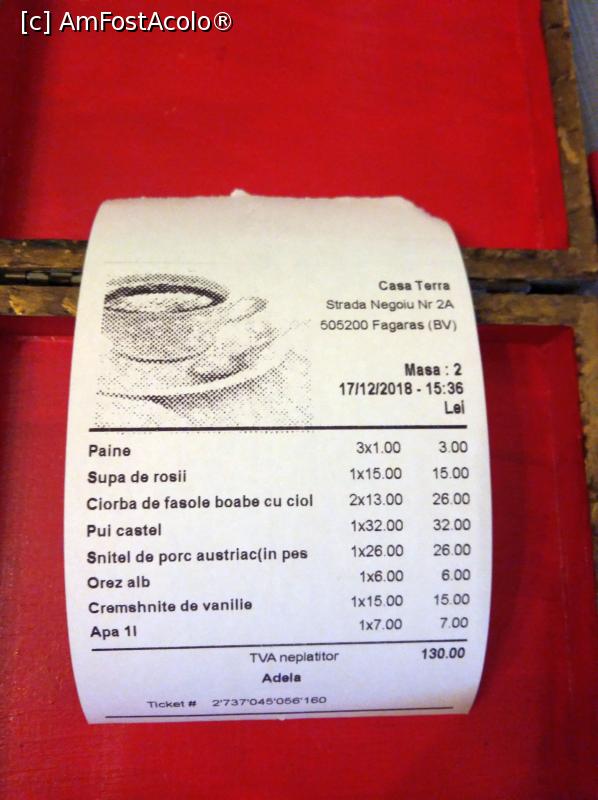 [c] AmFostAcolo®
Casa Terra
Strada Negoiu Nr 2A
505200 Fagaras (BV)
Masa : 2
17/12/2018 - 15:36
Lei
Paine 3x1.00 3.00
Supa de rosii 1x15.00 15.00
Ciorba de fasole boabe cu ciol 2x13.00 26.00
Pui castel 1x32.00 32.00
Snitel de porc austriac(in pes 1x26.00 26.00
Orez alb 1x6.00 6.00
Cremshnite de vanilie 1x15.00 15.00
Apa 1l 1x7.00 7.00
TVA neplatitor 130.00
Adela
Ticket # 2'737'045'056'160